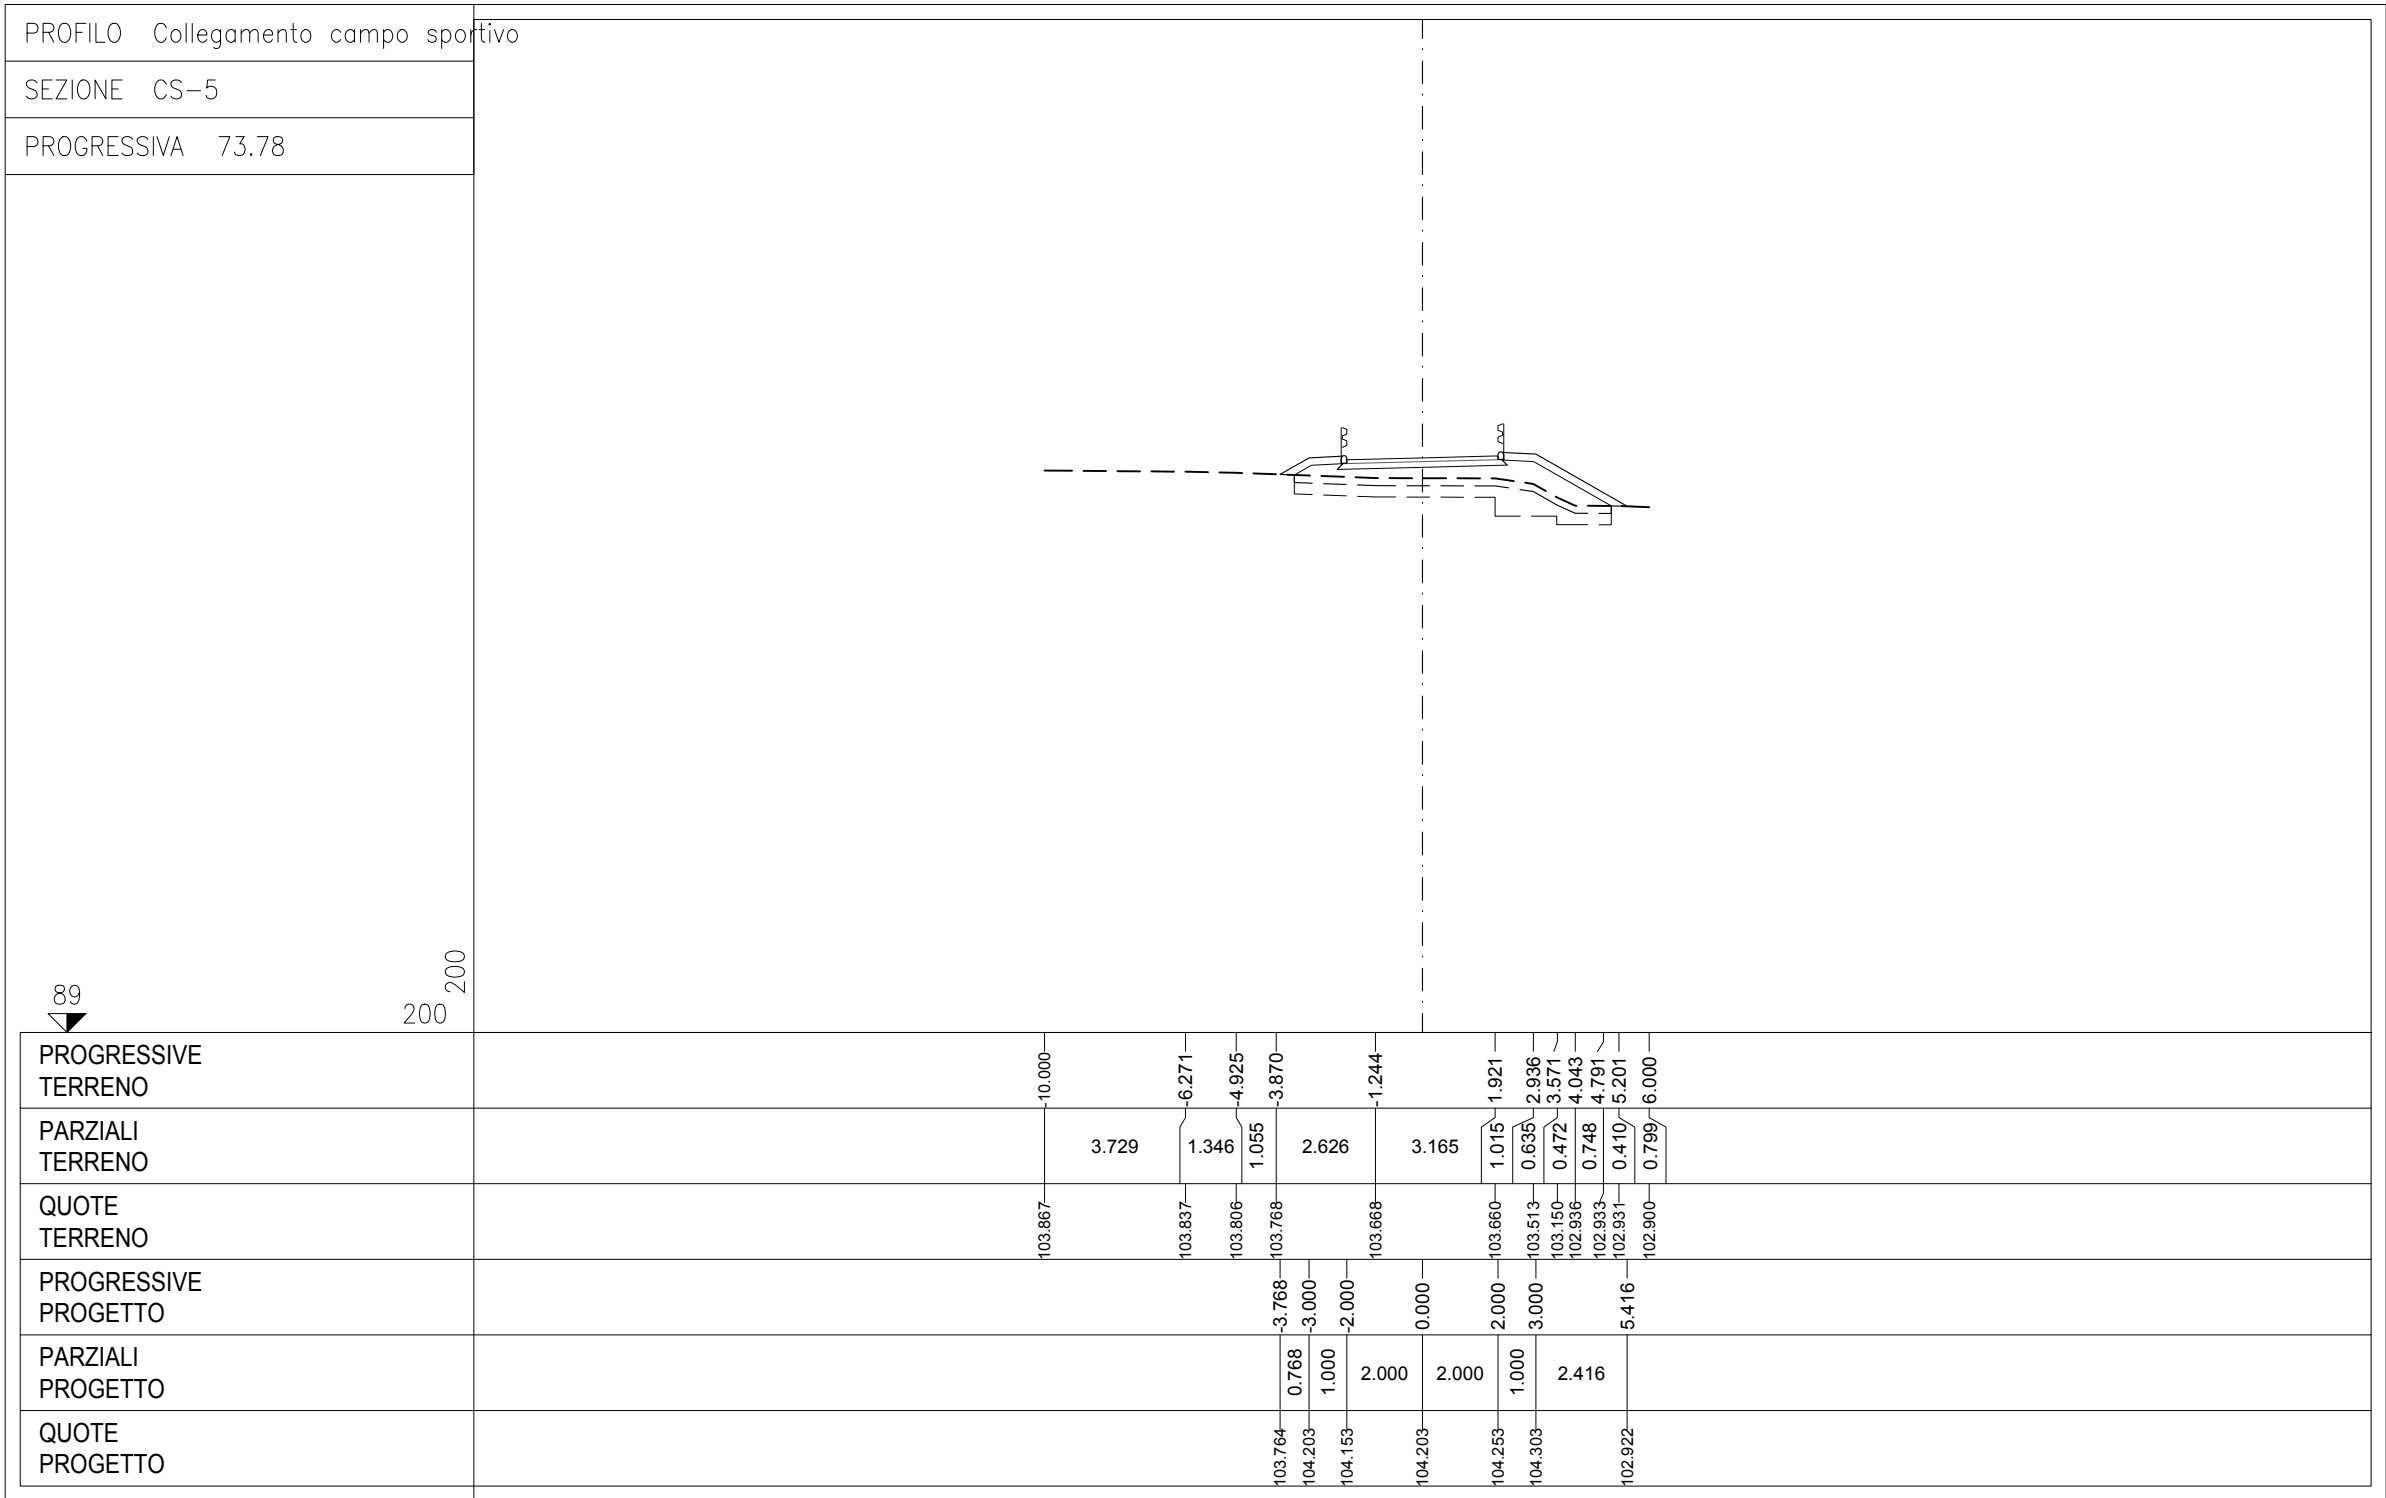 PROFILO Collegamento campo sportivo
SEZIONE CS-5
PROGRESSIVA 73.78
200
89
200
PROGRESSIVE
TERRENO
-10.000 -6.271 -4.925 -3.870 -1.244 1.921 2.936 3.571 4.043 4.791 5.201 6.000
PARZIALI
TERRENO
3.729 1.346 1.055 2.626 3.165 1.015 0.635 0.472 0.748 0.410 0.799
QUOTE
TERRENO
103.867 103.837 103.806 103.768 103.668 103.660 103.513 103.150 102.936 102.933 102.931 102.900
PROGRESSIVE
PROGETTO
-3.768 -3.000 -2.000 0.000 2.000 3.000 5.416
PARZIALI
PROGETTO
0.768 1.000 2.000 2.000 1.000 2.416
QUOTE
PROGETTO
103.764 104.203 104.153 104.203 104.253 104.303 102.922